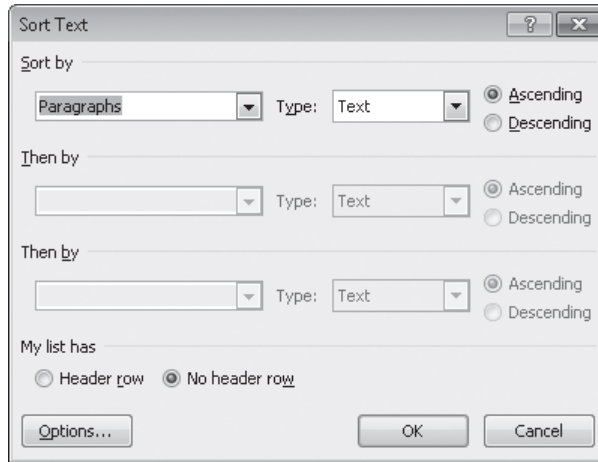 Sort Text
Sort by
Paragraphs Type: Text Ascending
Descending
Then by
Type: Text Ascending
Descending
Then by
Type: Text Ascending
Descending
My list has
Header row No header row
Options... OK Cancel